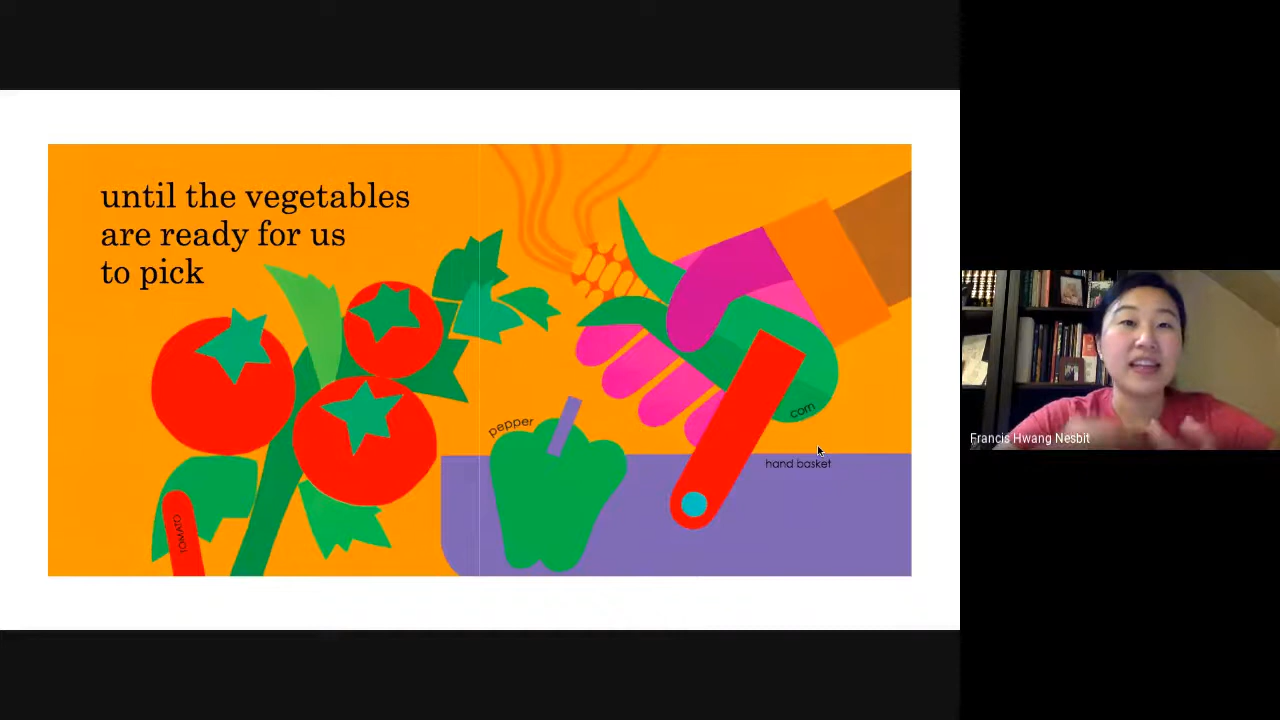 until the vegetables
are ready for us
to pick
pepper
corn
hand basket
TOMATO
Francis Hwang Nesbit